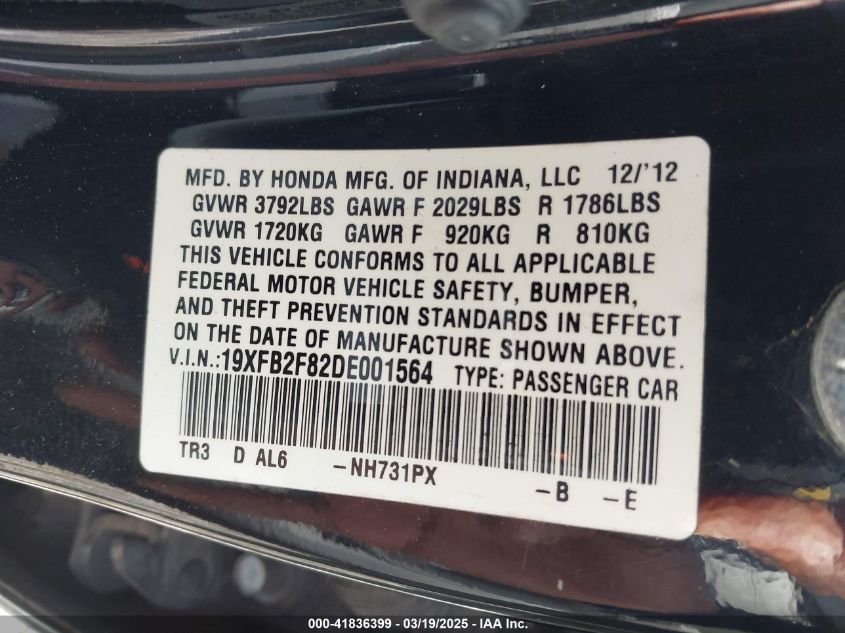 MFD. BY HONDA MFG. OF INDIANA, LLC 12/'12
GVWR 3792LBS GAWR F 2029LBS R 1786LBS
GVWR 1720KG GAWR F 920KG R 810KG
THIS VEHICLE CONFORMS TO ALL APPLICABLE
FEDERAL MOTOR VEHICLE SAFETY, BUMPER,
AND THEFT PREVENTION STANDARDS IN EFFECT
ON THE DATE OF MANUFACTURE SHOWN ABOVE.
V.I.N.:19XFB2F82DE001564 TYPE: PASSENGER CAR
TR3 D AL6 -NH731PX -B -E
000-41836399 / 03/19/2025 - IAA Inc.